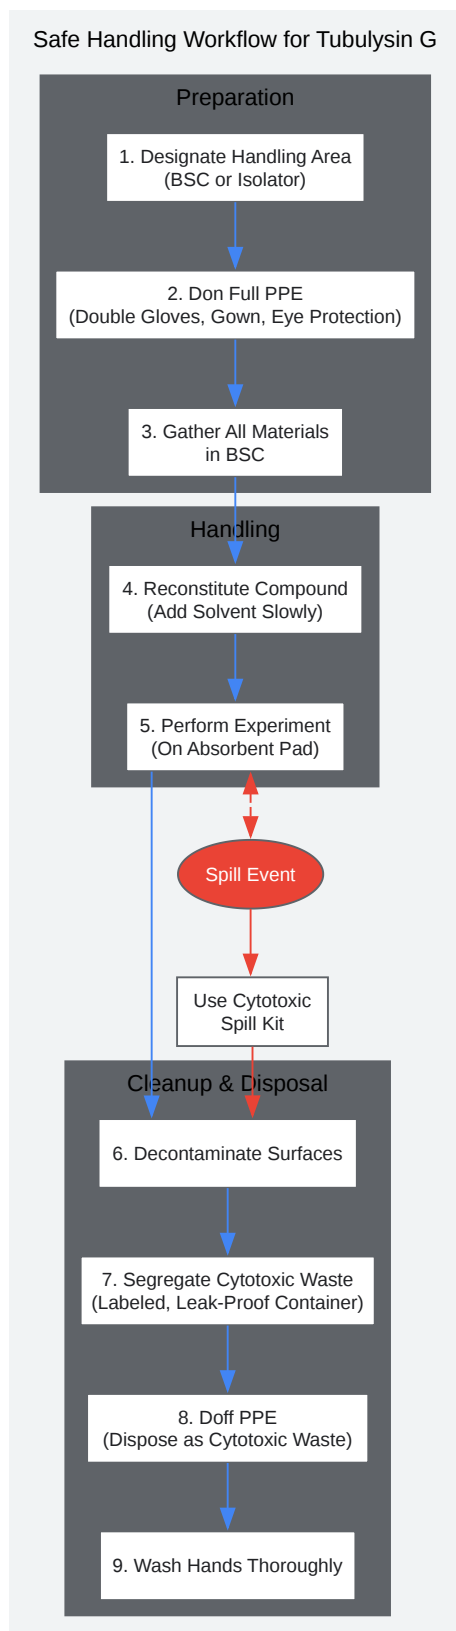 Safe Handling Workflow for Tubulysin G
Preparation
1. Designate Handling Area
(BSC or Isolator)
2. Don Full PPE
(Double Gloves, Gown, Eye Protection)
3. Gather All Materials
in BSC
Handling
4. Reconstitute Compound
(Add Solvent Slowly)
5. Perform Experiment
(On Absorbent Pad)
Spill Event
Use Cytotoxic
Spill Kit
Cleanup & Disposal
6. Decontaminate Surfaces
7. Segregate Cytotoxic Waste
(Labeled, Leak-Proof Container)
8. Doff PPE
(Dispose as Cytotoxic Waste)
9. Wash Hands Thoroughly